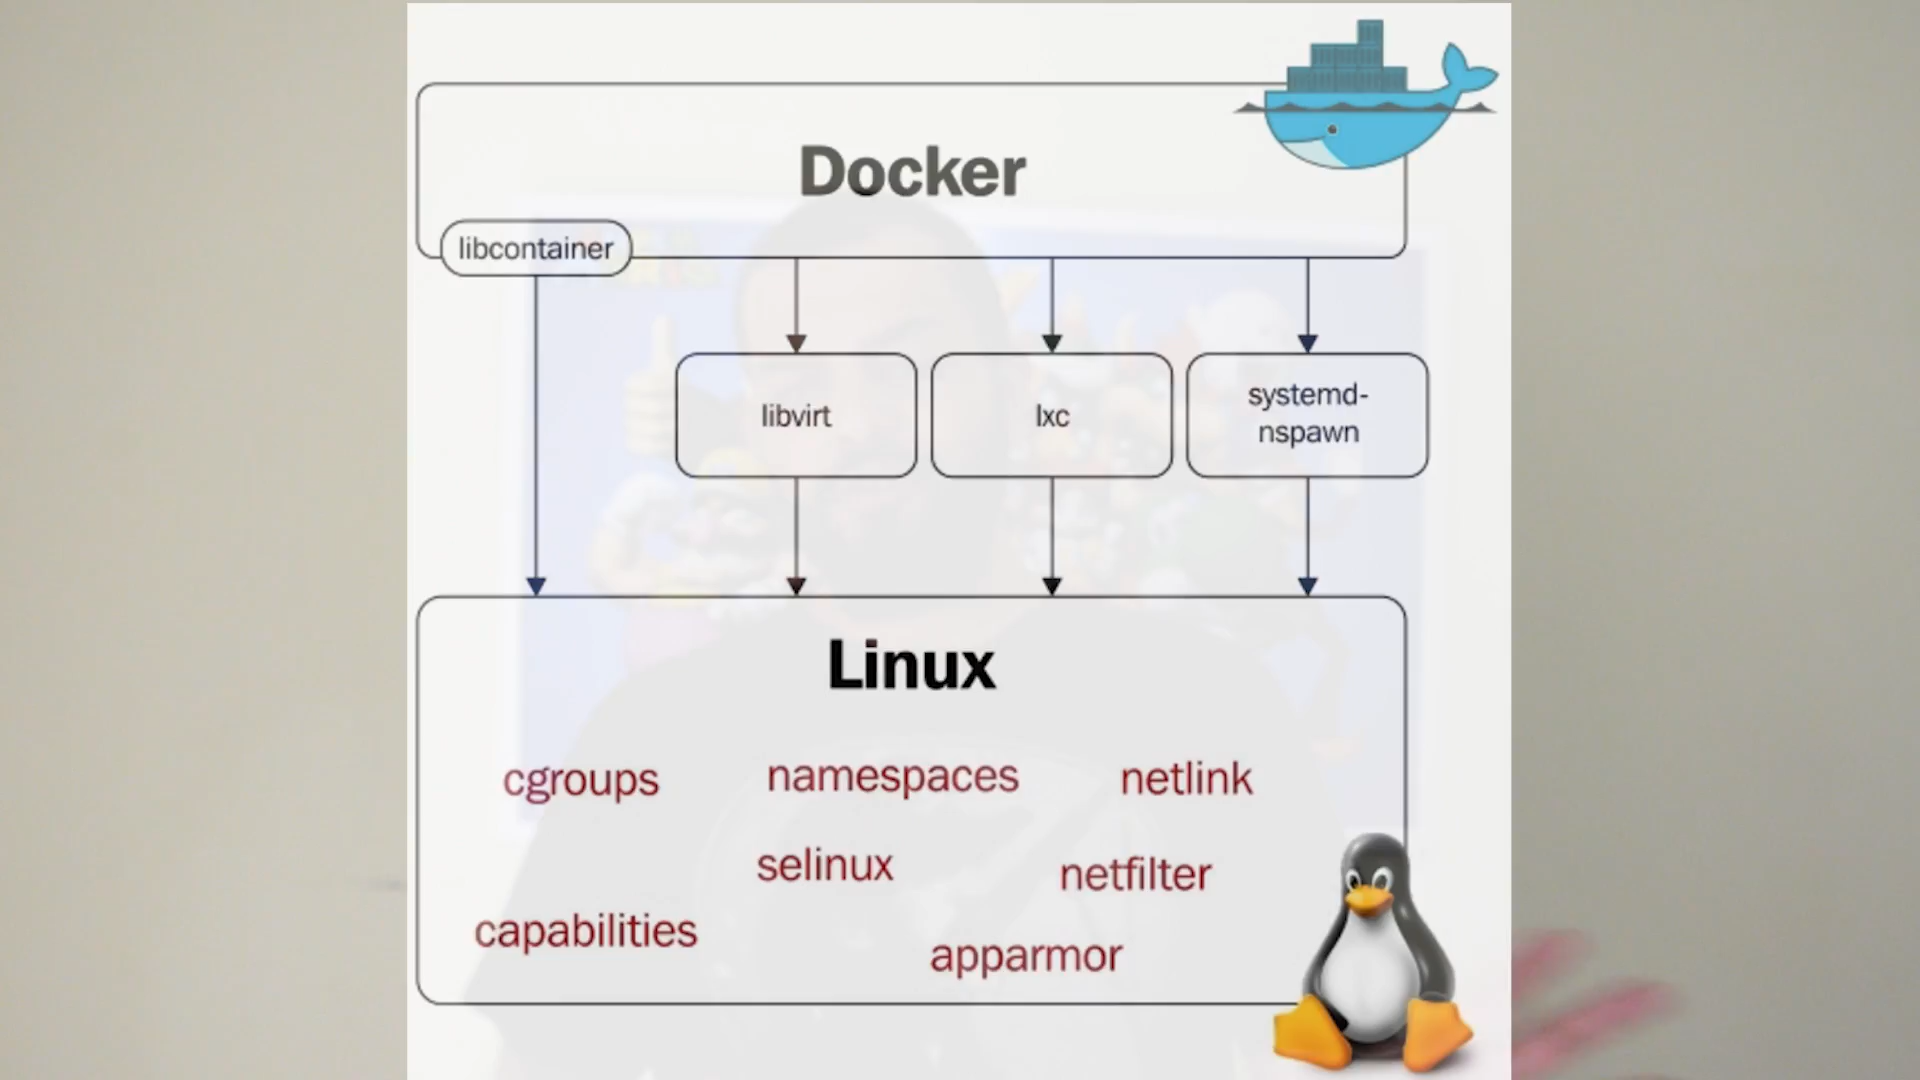 Docker
libcontainer
libvirt
lxc
systemd-
nspawn
Linux
cgroups
namespaces
netlink
selinux
netfilter
capabilities
apparmor